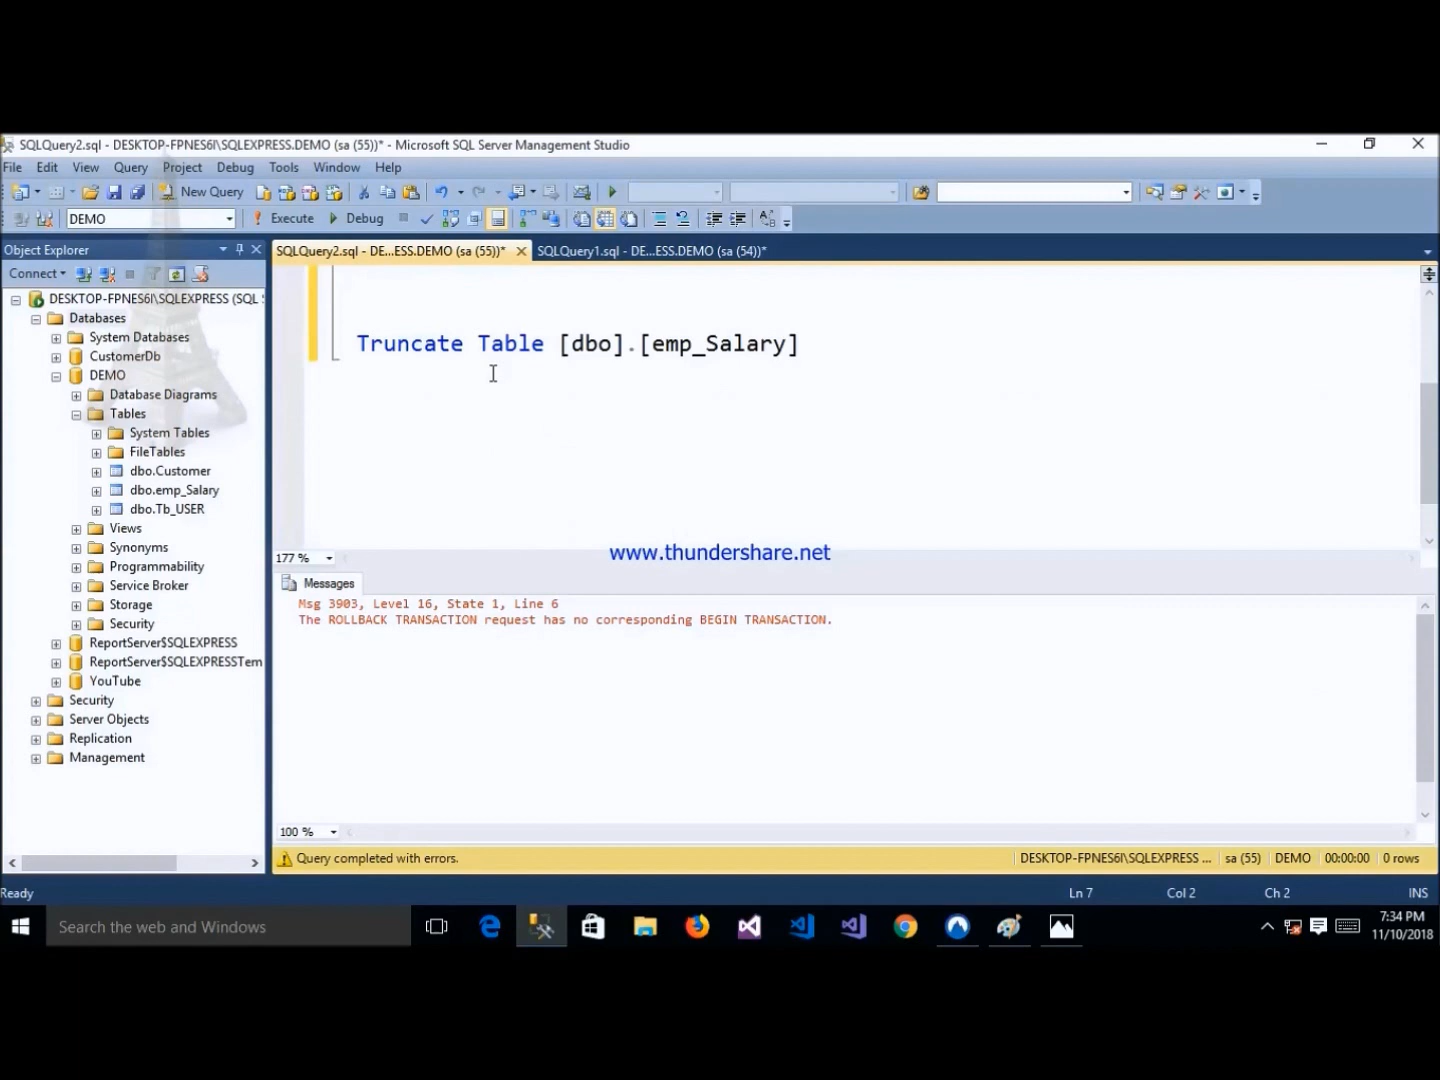 SQLQuery2.sql - DESKTOP-FPNES6I\SQLEXPRESS.DEMO (sa (55))* - Microsoft SQL Server Management Studio
File Edit View Query Project Debug Tools Window Help
New Query
DEMO Execute Debug
Object Explorer
SQLQuery2.sql - DE...ESS.DEMO (sa (55))* SQLQuery1.sql - DE...ESS.DEMO (sa (54))*
Connect
DESKTOP-FPNES6I\SQLEXPRESS (SQL S
Databases
System Databases
CustomerDb
DEMO
Database Diagrams
Tables
System Tables
FileTables
dbo.Customer
dbo.emp_Salary
dbo.Tb_USER
Views
Synonyms
Programmability
Service Broker
Storage
Security
ReportServer$SQLEXPRESS
ReportServer$SQLEXPRESSTem
YouTube
Security
Server Objects
Replication
Management
Truncate Table [dbo].[emp_Salary]
177 %
www.thundershare.net
Messages
Msg 3903, Level 16, State 1, Line 6
The ROLLBACK TRANSACTION request has no corresponding BEGIN TRANSACTION.
100 %
Query completed with errors. DESKTOP-FPNES6I\SQLEXPRESS ... sa (55) DEMO 00:00:00 0 rows
Ready Ln 7 Col 2 Ch 2 INS
Search the web and Windows
7:34 PM
11/10/2018